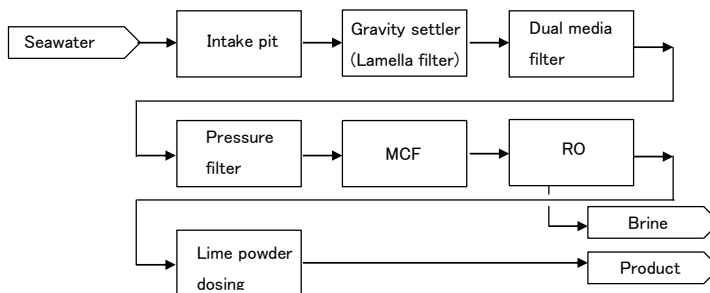 Seawater
Intake pit
Gravity settler
(Lamella filter)
Dual media
filter
Pressure
filter
MCF
RO
Brine
Lime powder
dosing
Product